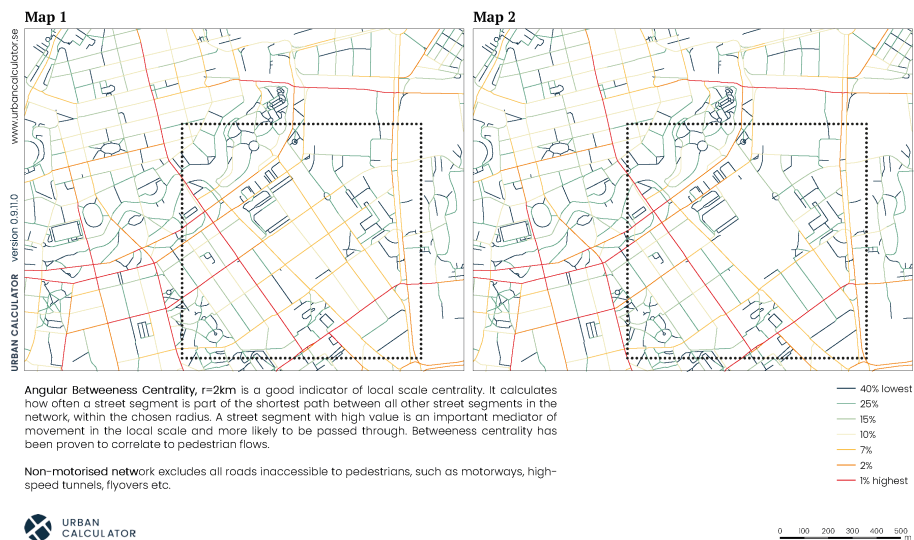 Map 1
Map 2
www.urbancalculator.se
URBAN CALCULATOR version 0.9.11.0
Angular Betweeness Centrality, r=2km is a good indicator of local scale centrality. It calculates
how often a street segment is part of the shortest path between all other street segments in the
network, within the chosen radius. A street segment with high value is an important mediator of
movement in the local scale and more likely to be passed through. Betweeness centrality has
been proven to correlate to pedestrian flows.
Non-motorised network excludes all roads inaccessible to pedestrians, such as motorways, high-
speed tunnels, flyovers etc.
40% lowest
25%
15%
10%
7%
2%
1% highest
URBAN
CALCULATOR
0 100 200 300 400 500
m